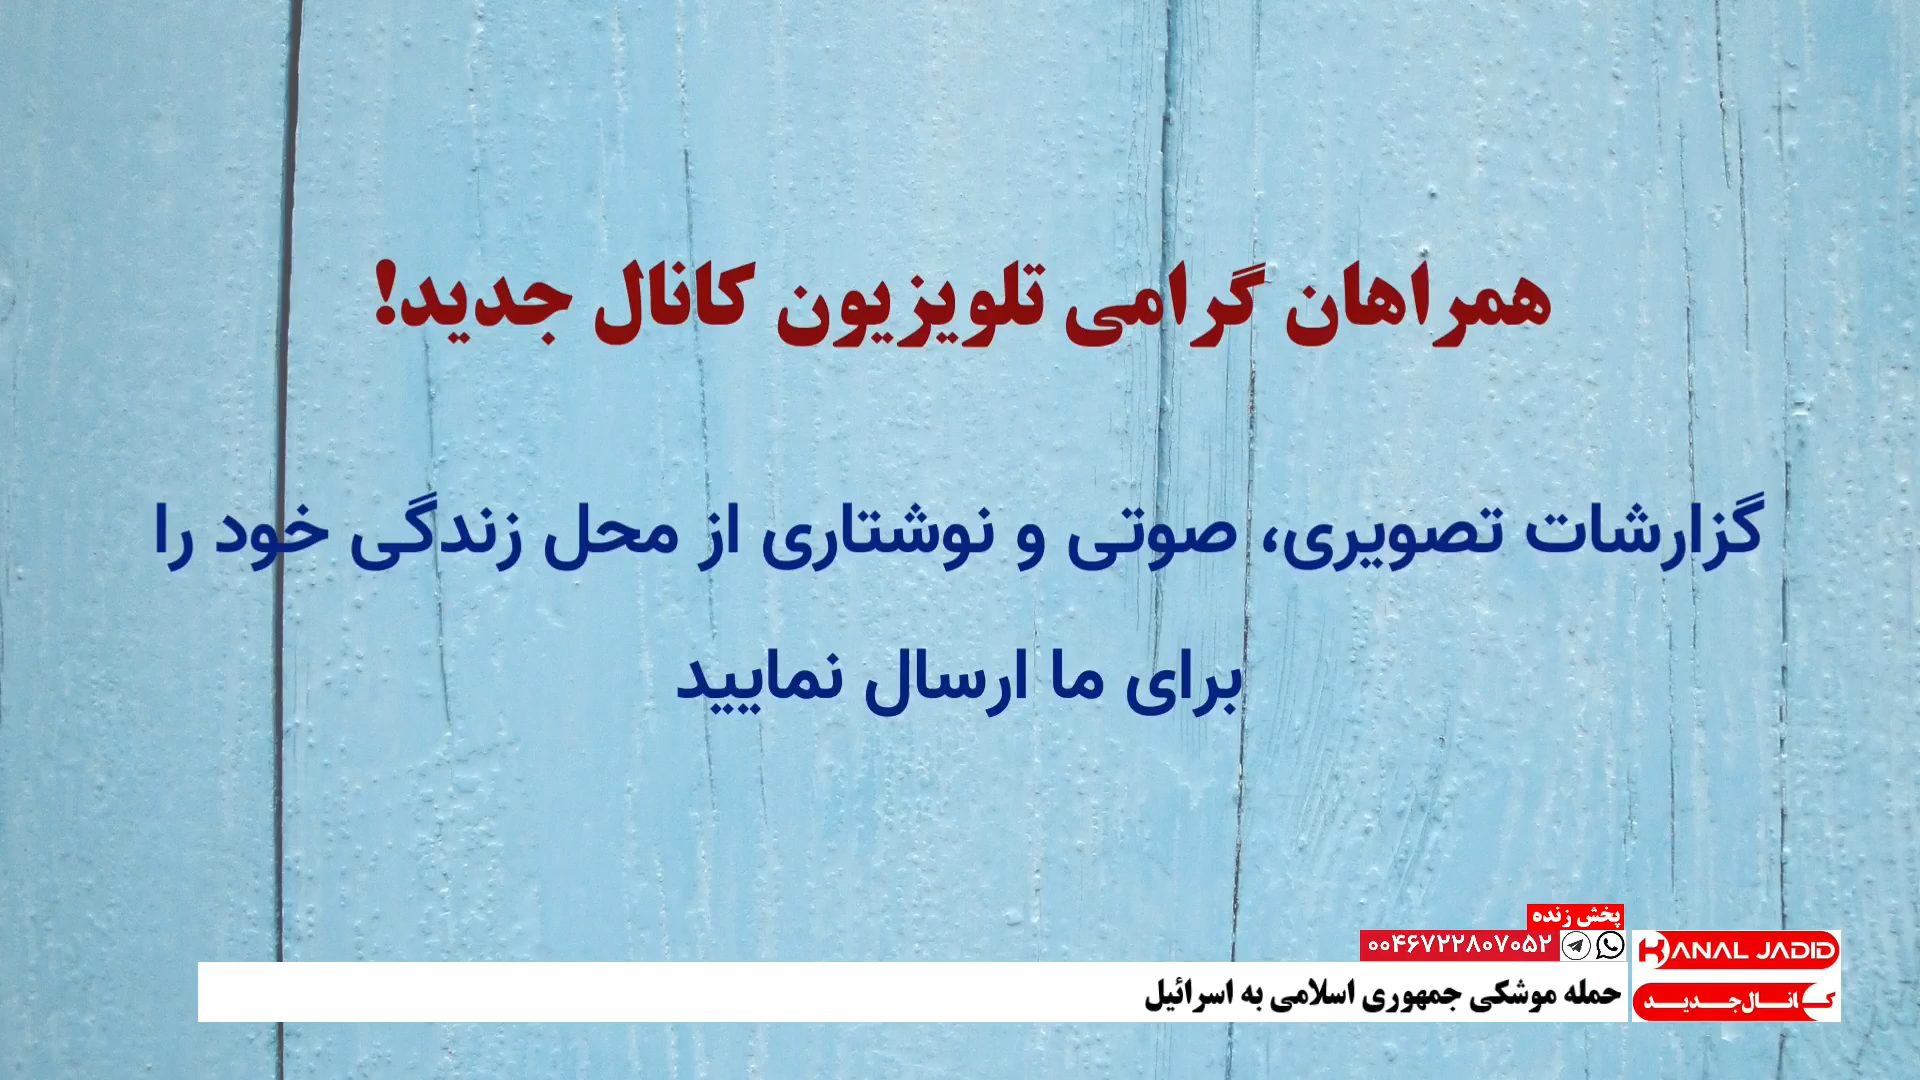 همراهان گرامی تلویزیون کانال جدید!
گزارشات تصویری، صوتی و نوشتاری از محل زندگی خود را
برای ما ارسال نمایید
پخش زنده
۰۰۴۶۷۲۲۸۰۷۰۵۲
KANAL JADID
حمله موشکی جمهوری اسلامی به اسرائیل
کانال جدید